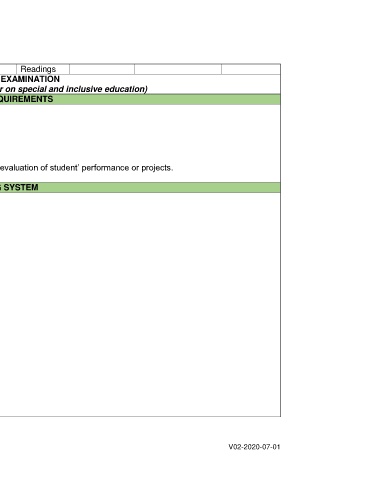 Readings
EXAMINATION
r on special and inclusive education)
QUIREMENTS
evaluation of student' performance or projects.
SYSTEM
V02-2020-07-01